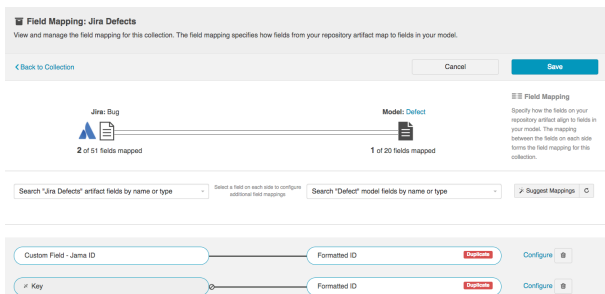 Field Mapping: Jira Defects
View and manage the field mapping for this collection. The field mapping specifies how fields from your repository artifact map to fields in your model.
Back to Collection
Cancel
Save
Jira: Bug
Model: Defect
2 of 51 fields mapped
1 of 20 fields mapped
Field Mapping
Specify how the fields on your
repository artifact align to fields in
your model. The mapping
between the fields on each side
forms the field mapping for this
collection.
Search "Jira Defects" artifact fields by name or type
Select a field on each side to configure
additional field mappings
Search "Defect" model fields by name or type
Suggest Mappings
Custom Field - Jama ID
Formatted ID
Duplicate
Configure
Key
Formatted ID
Duplicate
Configure